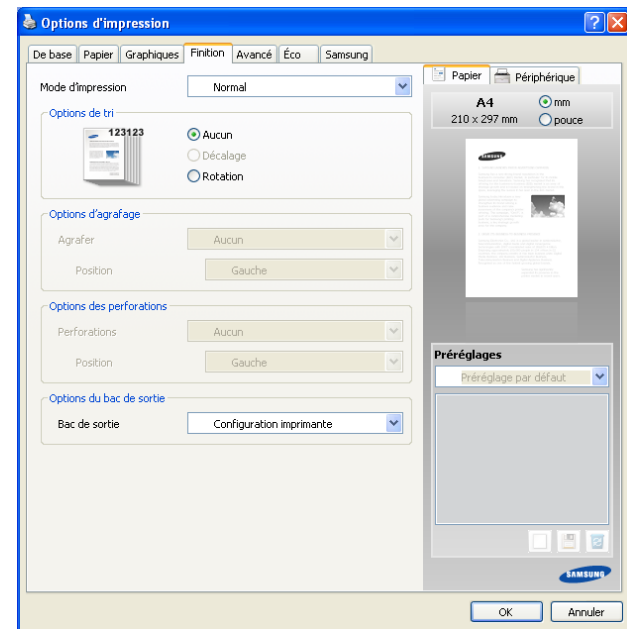 Options d'impression
De base Papier Graphiques Finition Avancé Éco Samsung
Mode d'impression Normal
Options de tri
123123
Aucun
Décalage
Rotation
Options d'agrafage
Agrafer Aucun
Position Gauche
Options des perforations
Perforations Aucun
Position Gauche
Options du bac de sortie
Bac de sortie Configuration imprimante
Papier Périphérique
A4 mm
210 x 297 mm pouce
SAMSUNG
Préréglages
Préréglage par défaut
SAMSUNG
OK Annuler